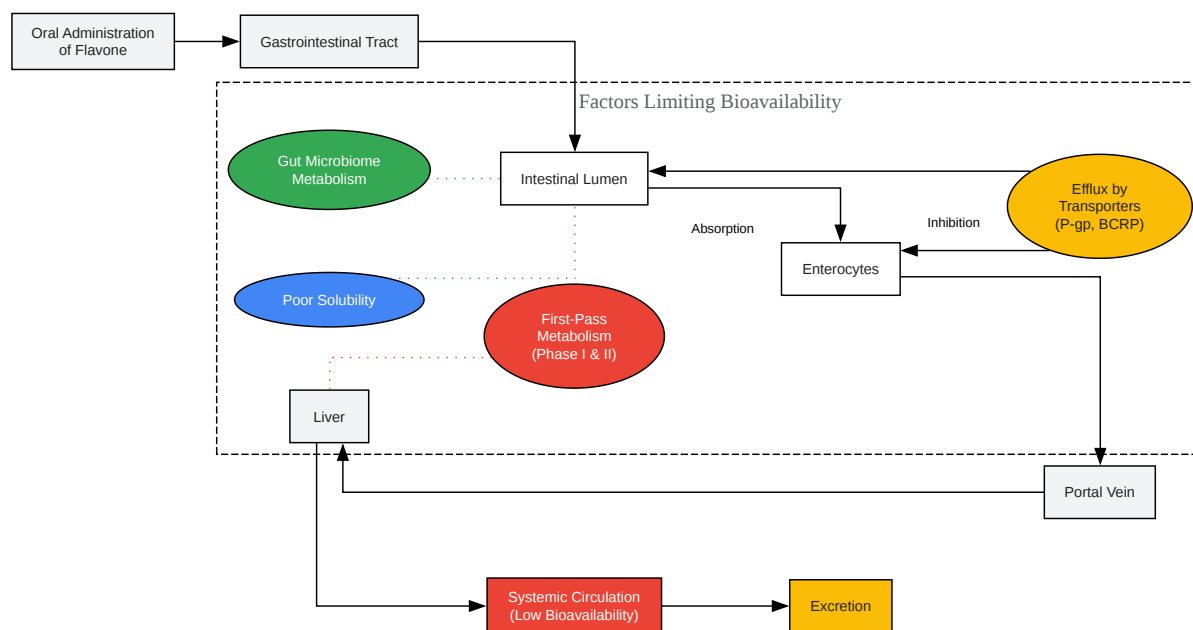 Oral Administration
of Flavone
Gastrointestinal Tract
Factors Limiting Bioavailability
Gut Microbiome
Metabolism
Intestinal Lumen
Efflux by
Transporters
(P-gp, BCRP)
Absorption
Inhibition
Enterocytes
Poor Solubility
First-Pass
Metabolism
(Phase I & II)
Liver
Portal Vein
Systemic Circulation
(Low Bioavailability)
Excretion